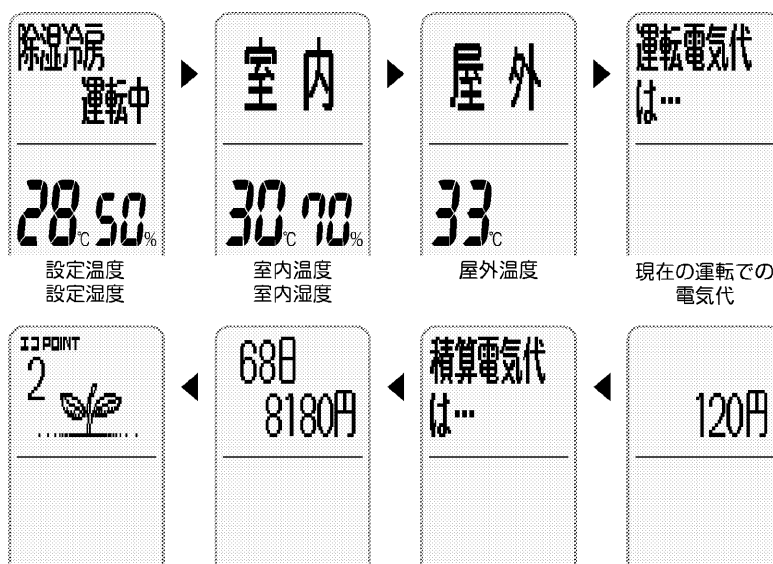 除湿冷房
運転中
28℃ 50%
設定温度
設定湿度
室内
30℃ 70%
室内温度
室内湿度
屋外
33℃
屋外温度
運転電気代
は…
現在の運転での
電気代
120円
積算電気代
は…
68日
8180円
エコPOINT
2